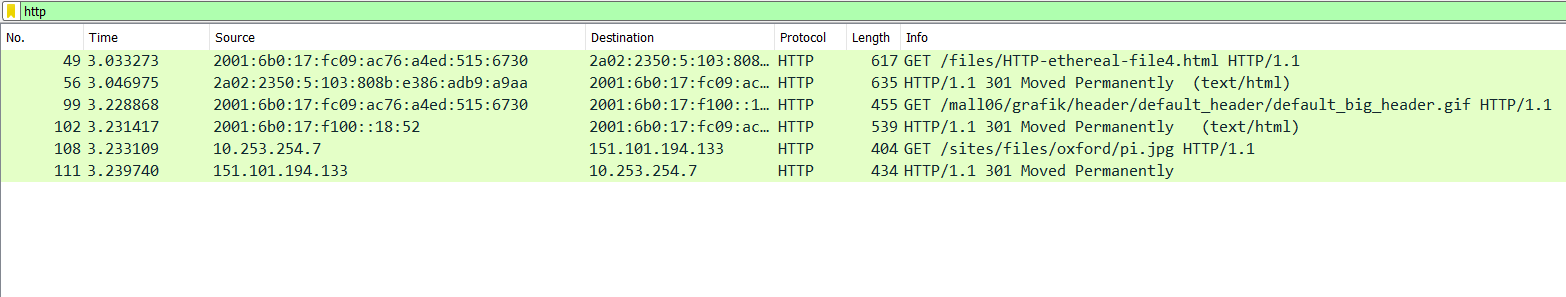 http
No. Time Source Destination Protocol Length Info
49 3.033273 2001:6b0:17:fc09:ac76:a4ed:515:6730 2a02:2350:5:103:808… HTTP 617 GET /files/HTTP-ethereal-file4.html HTTP/1.1
56 3.046975 2a02:2350:5:103:808b:e386:adb9:a9aa 2001:6b0:17:fc09:ac… HTTP 635 HTTP/1.1 301 Moved Permanently (text/html)
99 3.228868 2001:6b0:17:fc09:ac76:a4ed:515:6730 2001:6b0:17:f100::1… HTTP 455 GET /mall06/grafik/header/default_header/default_big_header.gif HTTP/1.1
102 3.231417 2001:6b0:17:f100::18:52 2001:6b0:17:fc09:ac… HTTP 539 HTTP/1.1 301 Moved Permanently (text/html)
108 3.233109 10.253.254.7 151.101.194.133 HTTP 404 GET /sites/files/oxford/pi.jpg HTTP/1.1
111 3.239740 151.101.194.133 10.253.254.7 HTTP 434 HTTP/1.1 301 Moved Permanently